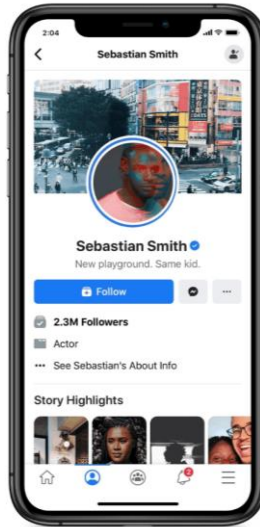 2:04
Sebastian Smith
Sebastian Smith
New playground. Same kid.
Follow
2.3M Followers
Actor
See Sebastian's About Info
Story Highlights
2